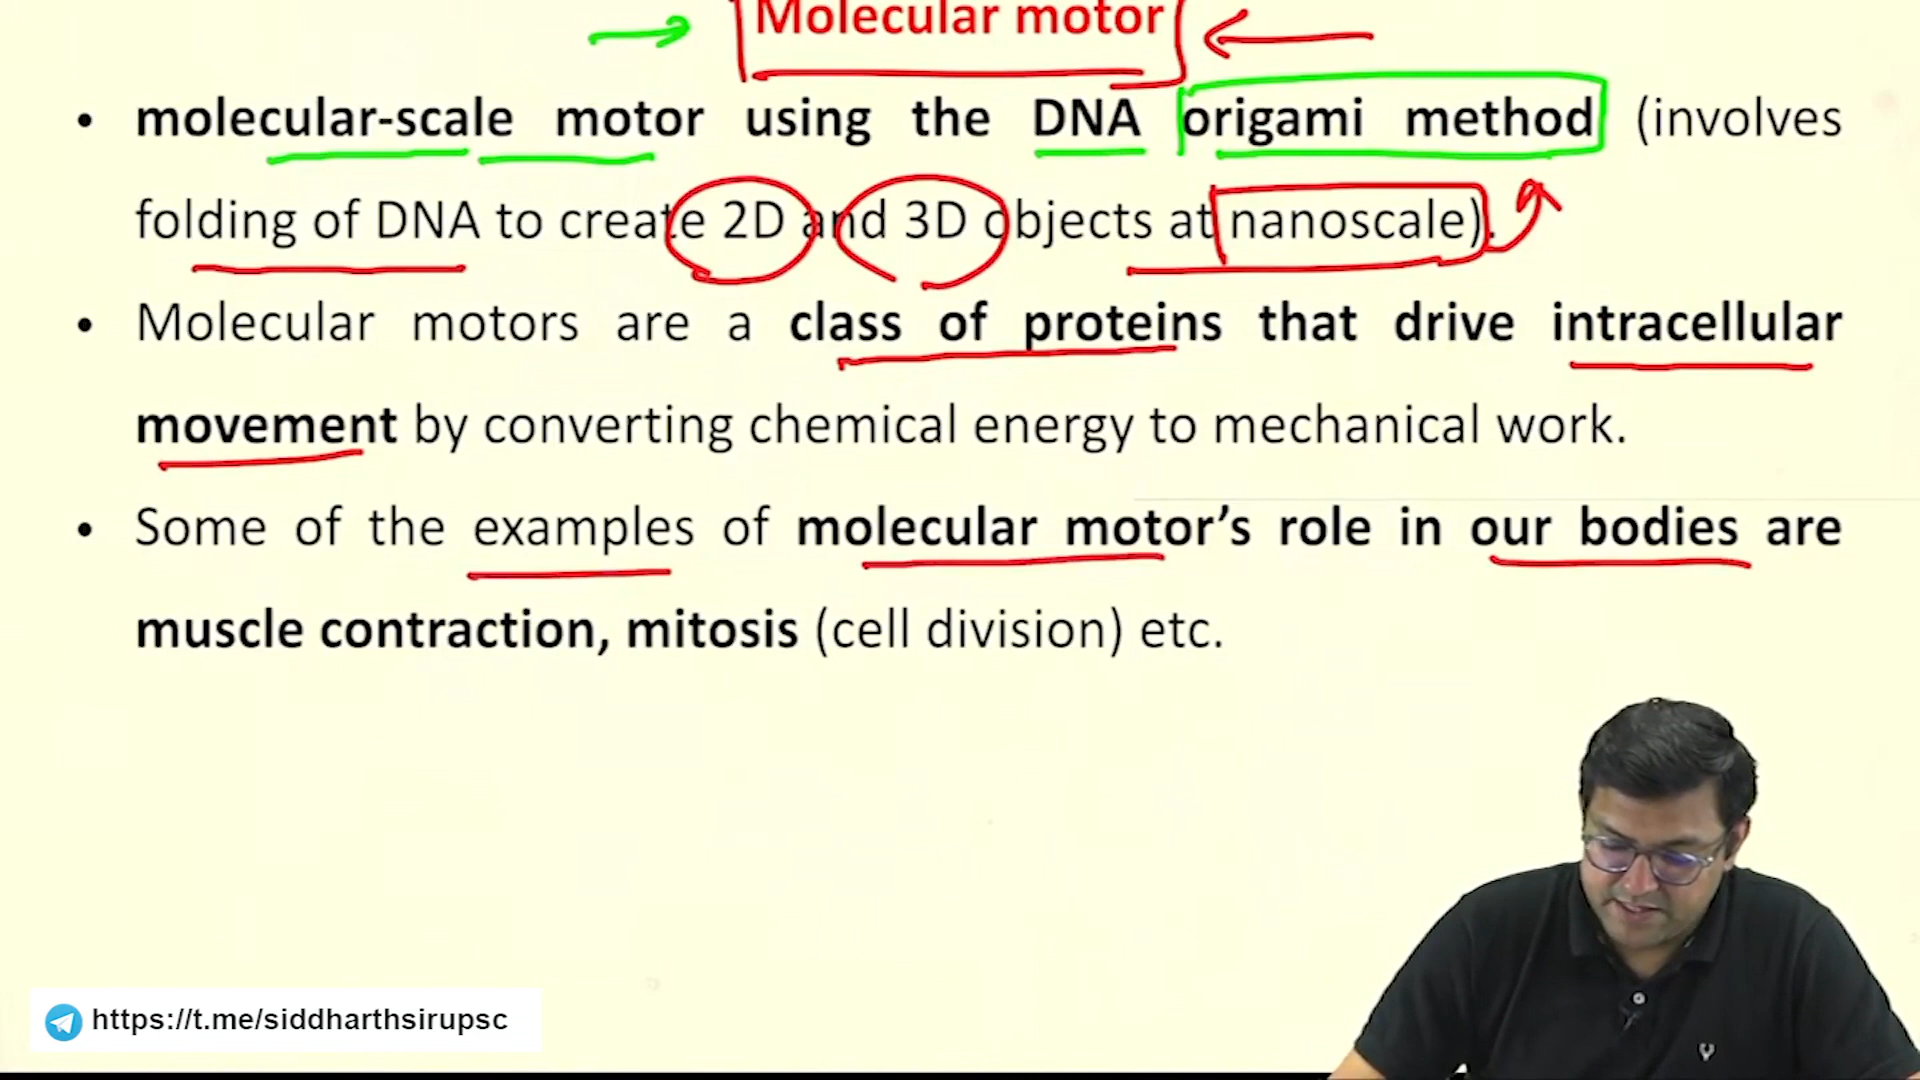 Molecular motor
• molecular-scale motor using the DNA origami method (involves
folding of DNA to create 2D and 3D objects at nanoscale).
• Molecular motors are a class of proteins that drive intracellular
movement by converting chemical energy to mechanical work.
• Some of the examples of molecular motor’s role in our bodies are
muscle contraction, mitosis (cell division) etc.
https://t.me/siddharthsirupsc